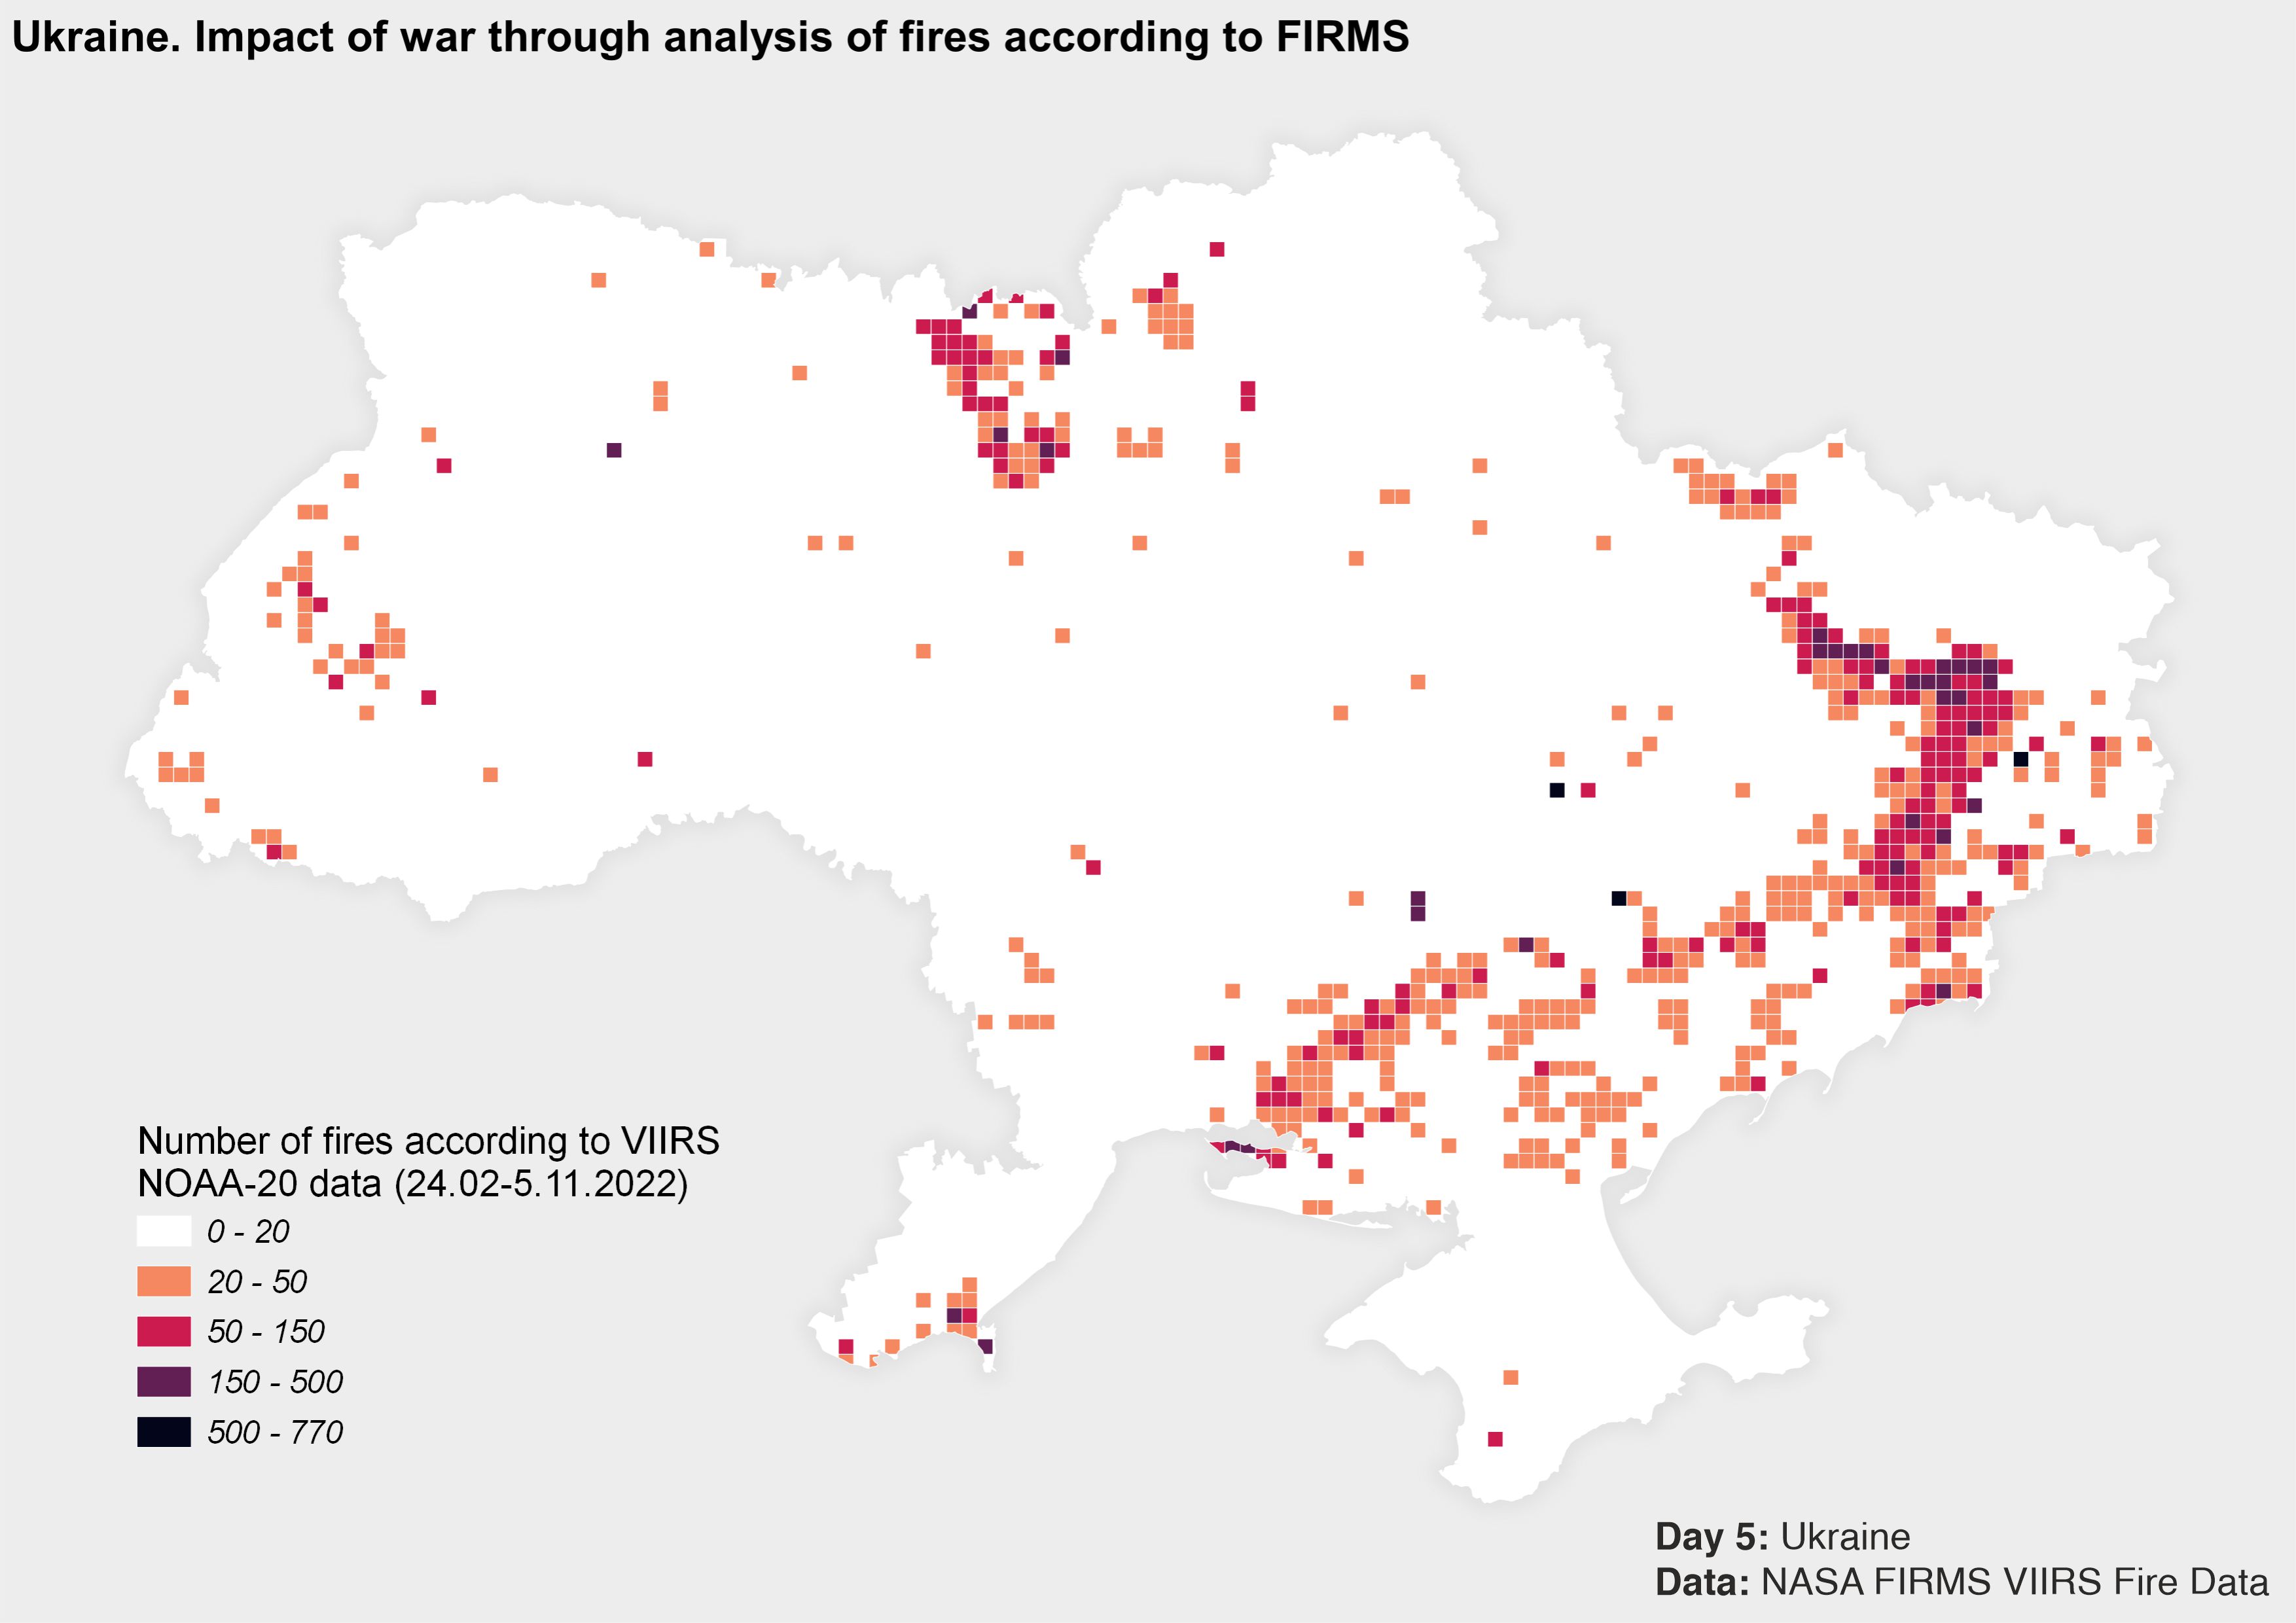 Ukraine. Impact of war through analysis of fires according to FIRMS
Number of fires according to VIIRS
NOAA-20 data (24.02-5.11.2022)
0 - 20
20 - 50
50 - 150
150 - 500
500 - 770
Day 5: Ukraine
Data: NASA FIRMS VIIRS Fire Data